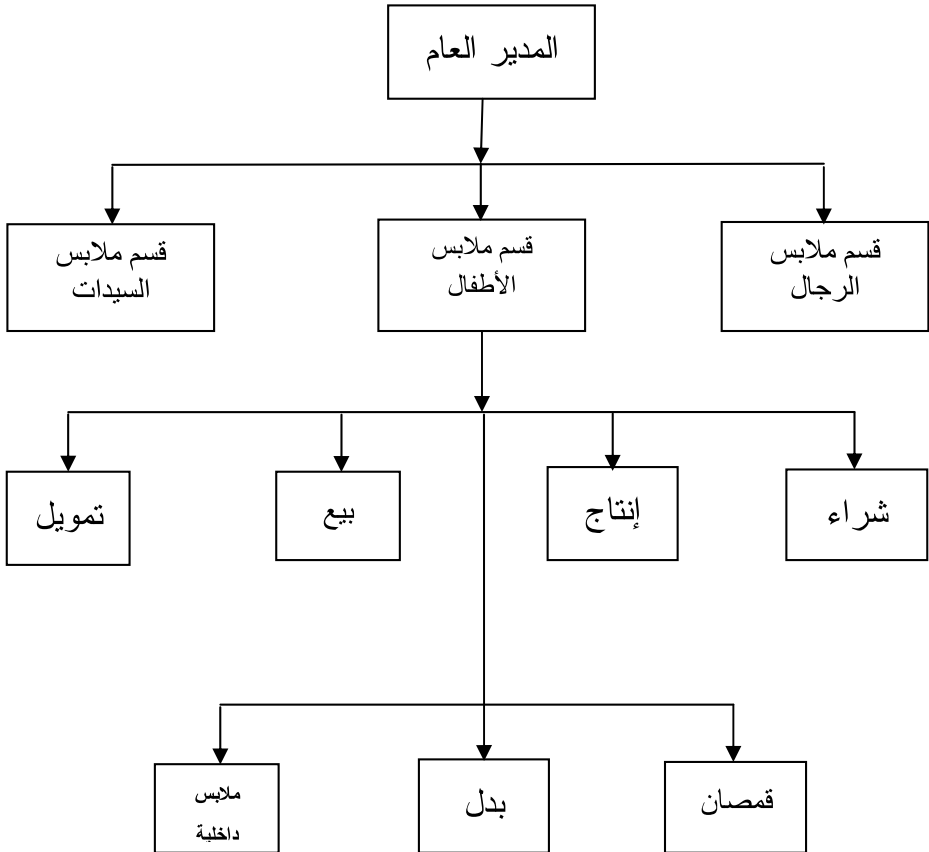 المدير العام
قسم ملابس
الرجال
قسم ملابس
الأطفال
قسم ملابس
السيدات
شراء
إنتاج
بيع
تمويل
قمصان
بدل
ملابس
داخلية